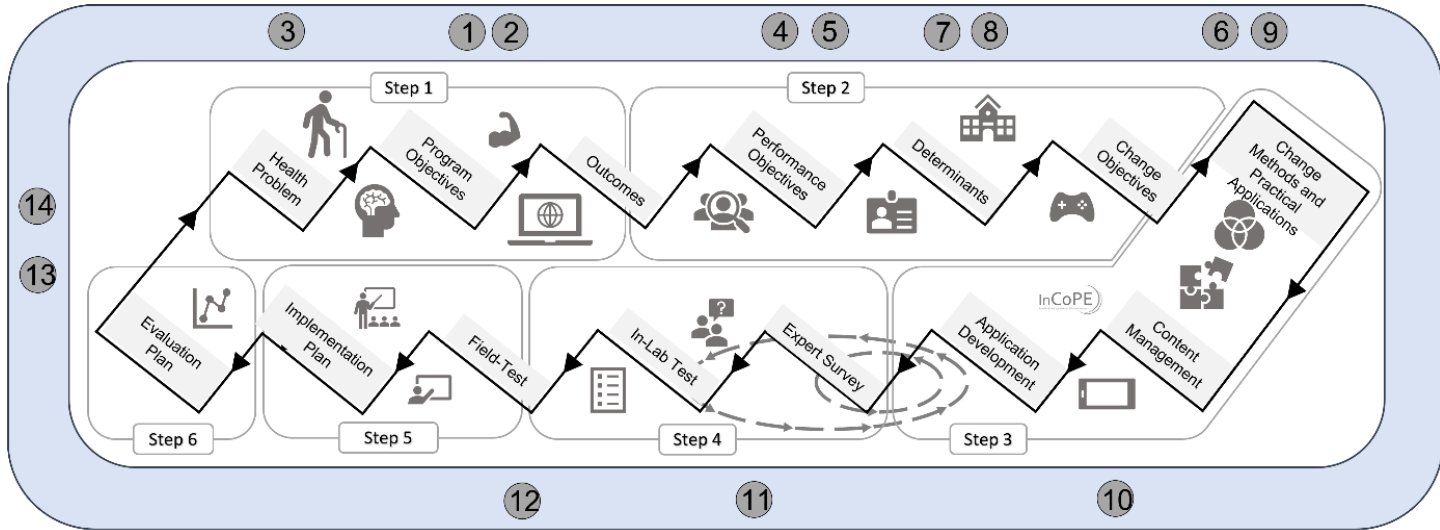 3
1
2
4
5
7
8
6
9
Step 1
Step 2
Health
Problem
Program
Objectives
Outcomes
Performance
Objectives
Determinants
Change
Objectives
Change
Methods and
Practical
Applications
14
13
Evaluation
Plan
Implementation
Plan
Field-Test
In-Lab Test
?
Expert Survey
InCoPE
Application
Development
Content
Management
Step 6
Step 5
Step 4
Step 3
12
11
10